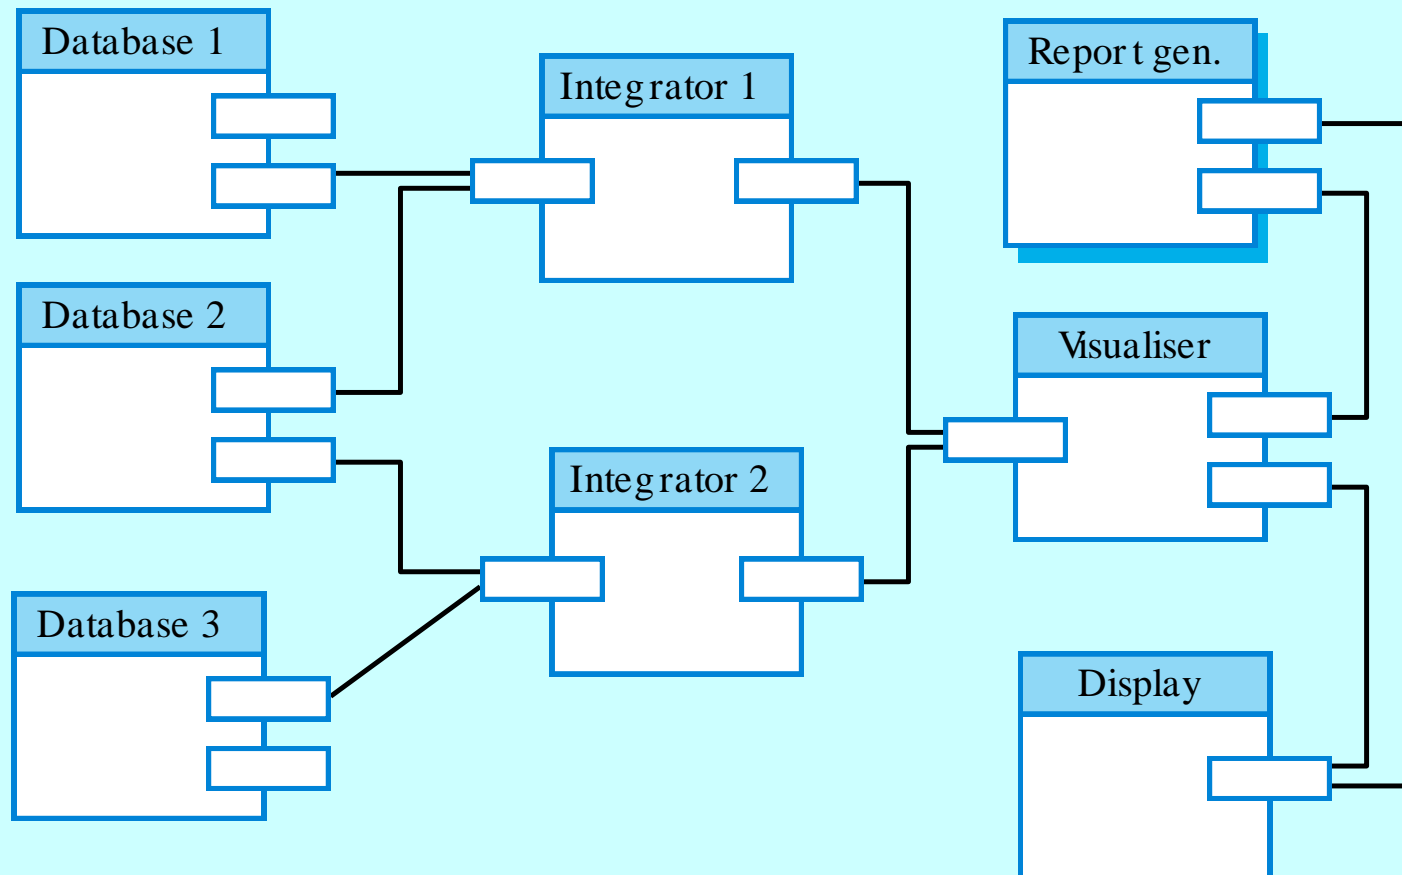 Database 1
Integrator 1
Report gen.
Database 2
Visualiser
Integrator 2
Database 3
Display